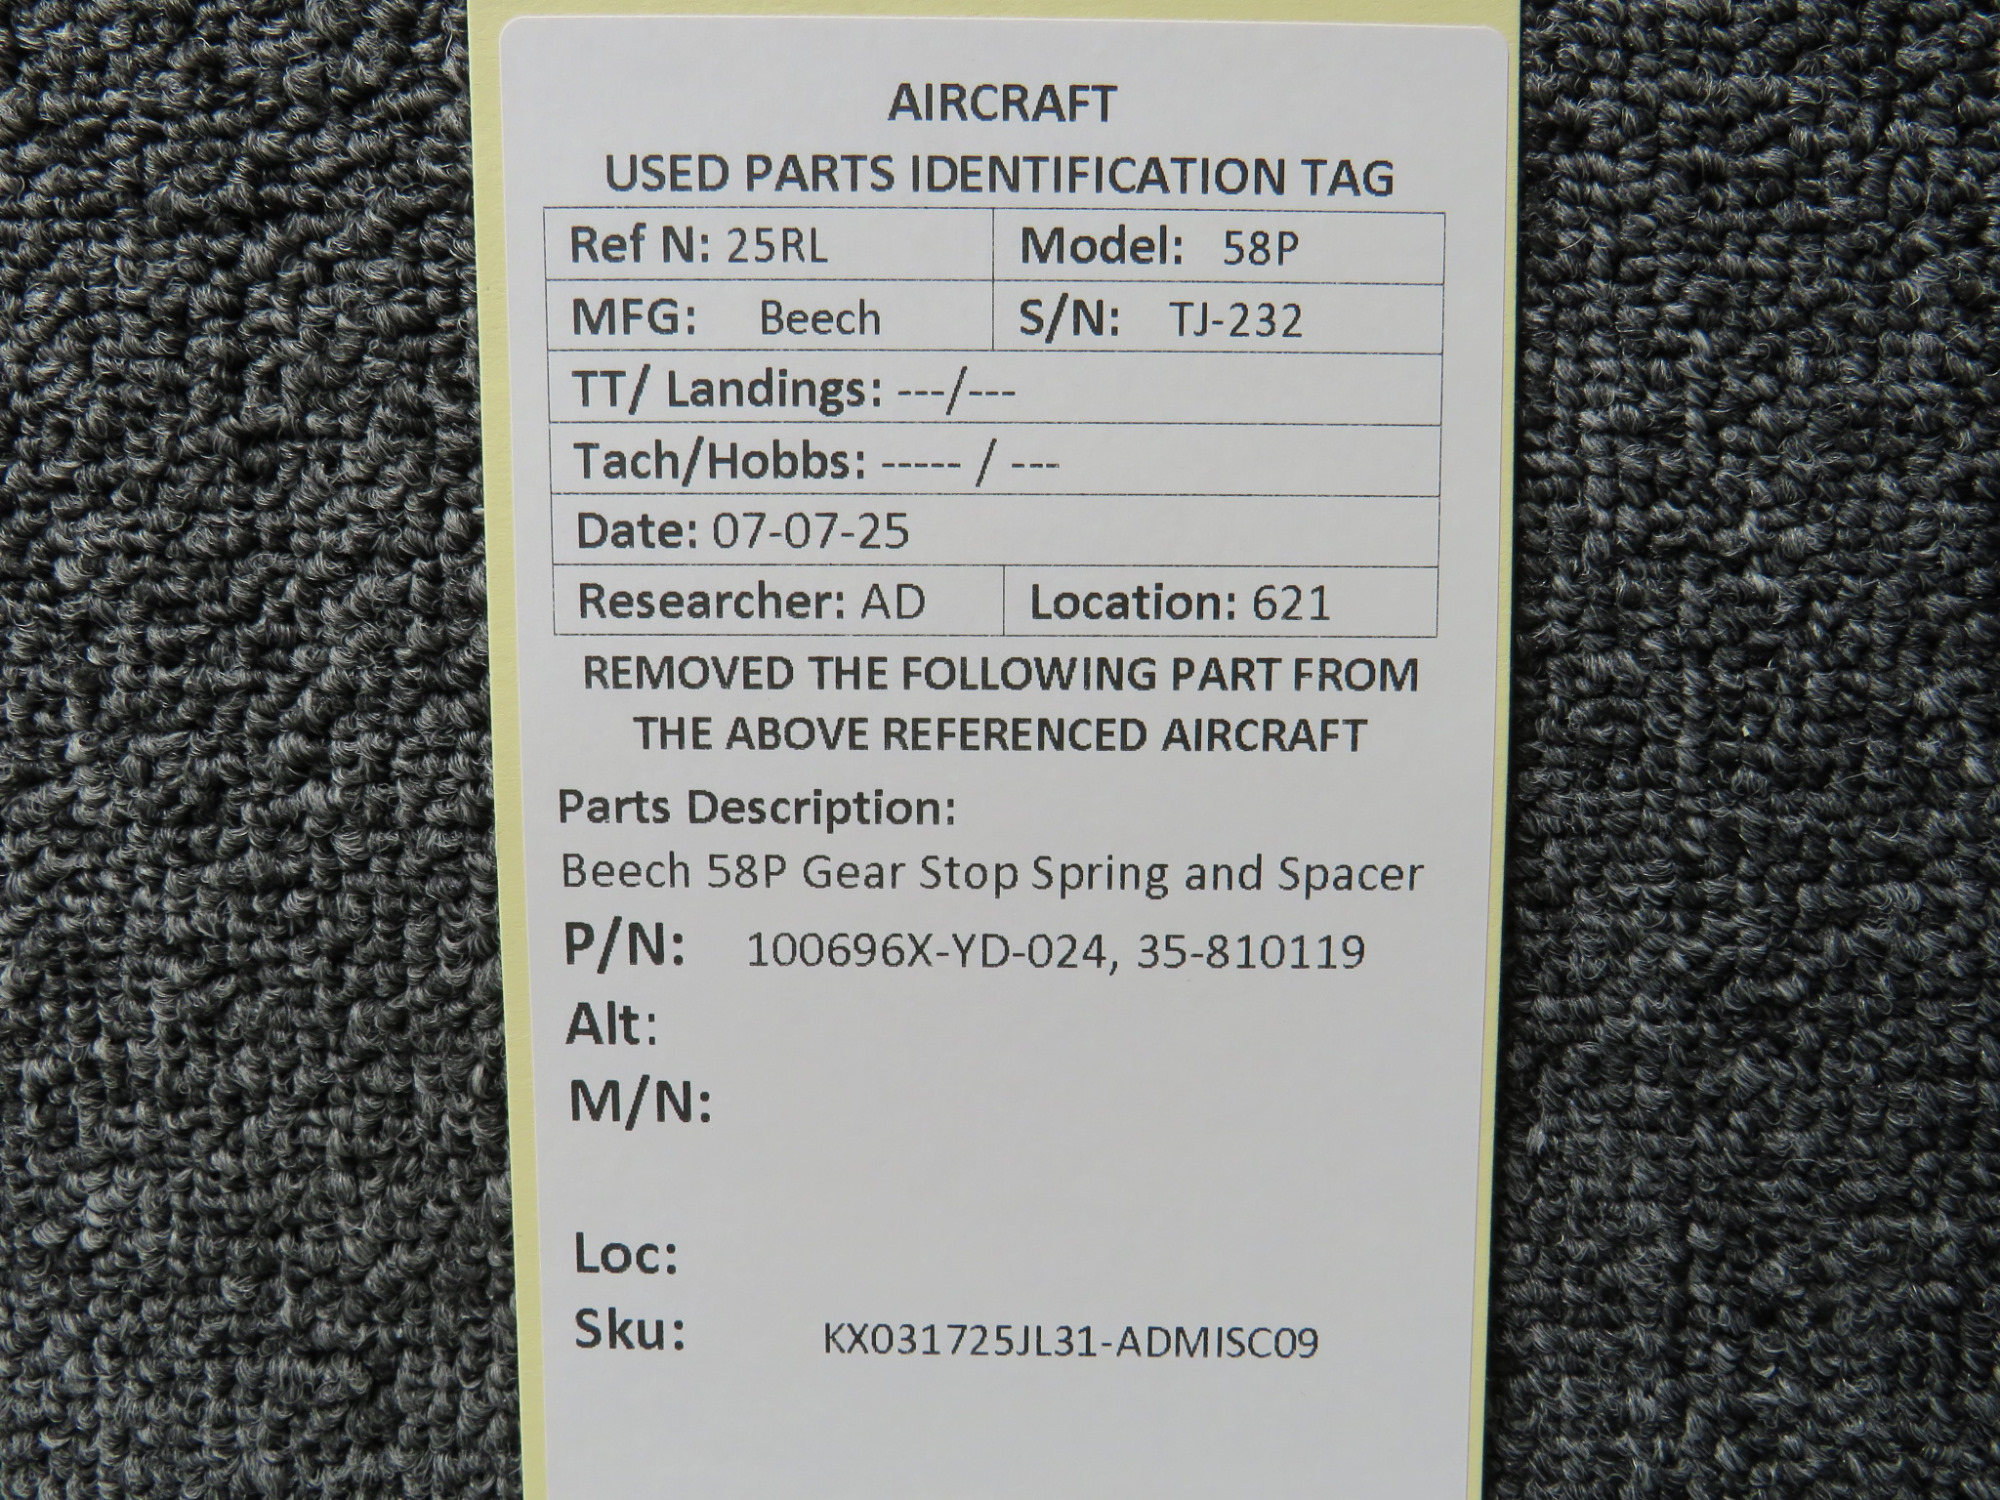 AIRCRAFT
USED PARTS IDENTIFICATION TAG
Ref N: 25RL Model: 58P
MFG: Beech S/N: TJ-232
TT/ Landings: ---/---
Tach/Hobbs: ----- / ---
Date: 07-07-25
Researcher: AD Location: 621
REMOVED THE FOLLOWING PART FROM
THE ABOVE REFERENCED AIRCRAFT
Parts Description:
Beech 58P Gear Stop Spring and Spacer
P/N: 100696X-YD-024, 35-810119
Alt:
M/N:
Loc:
Sku: KX031725JL31-ADMISC09